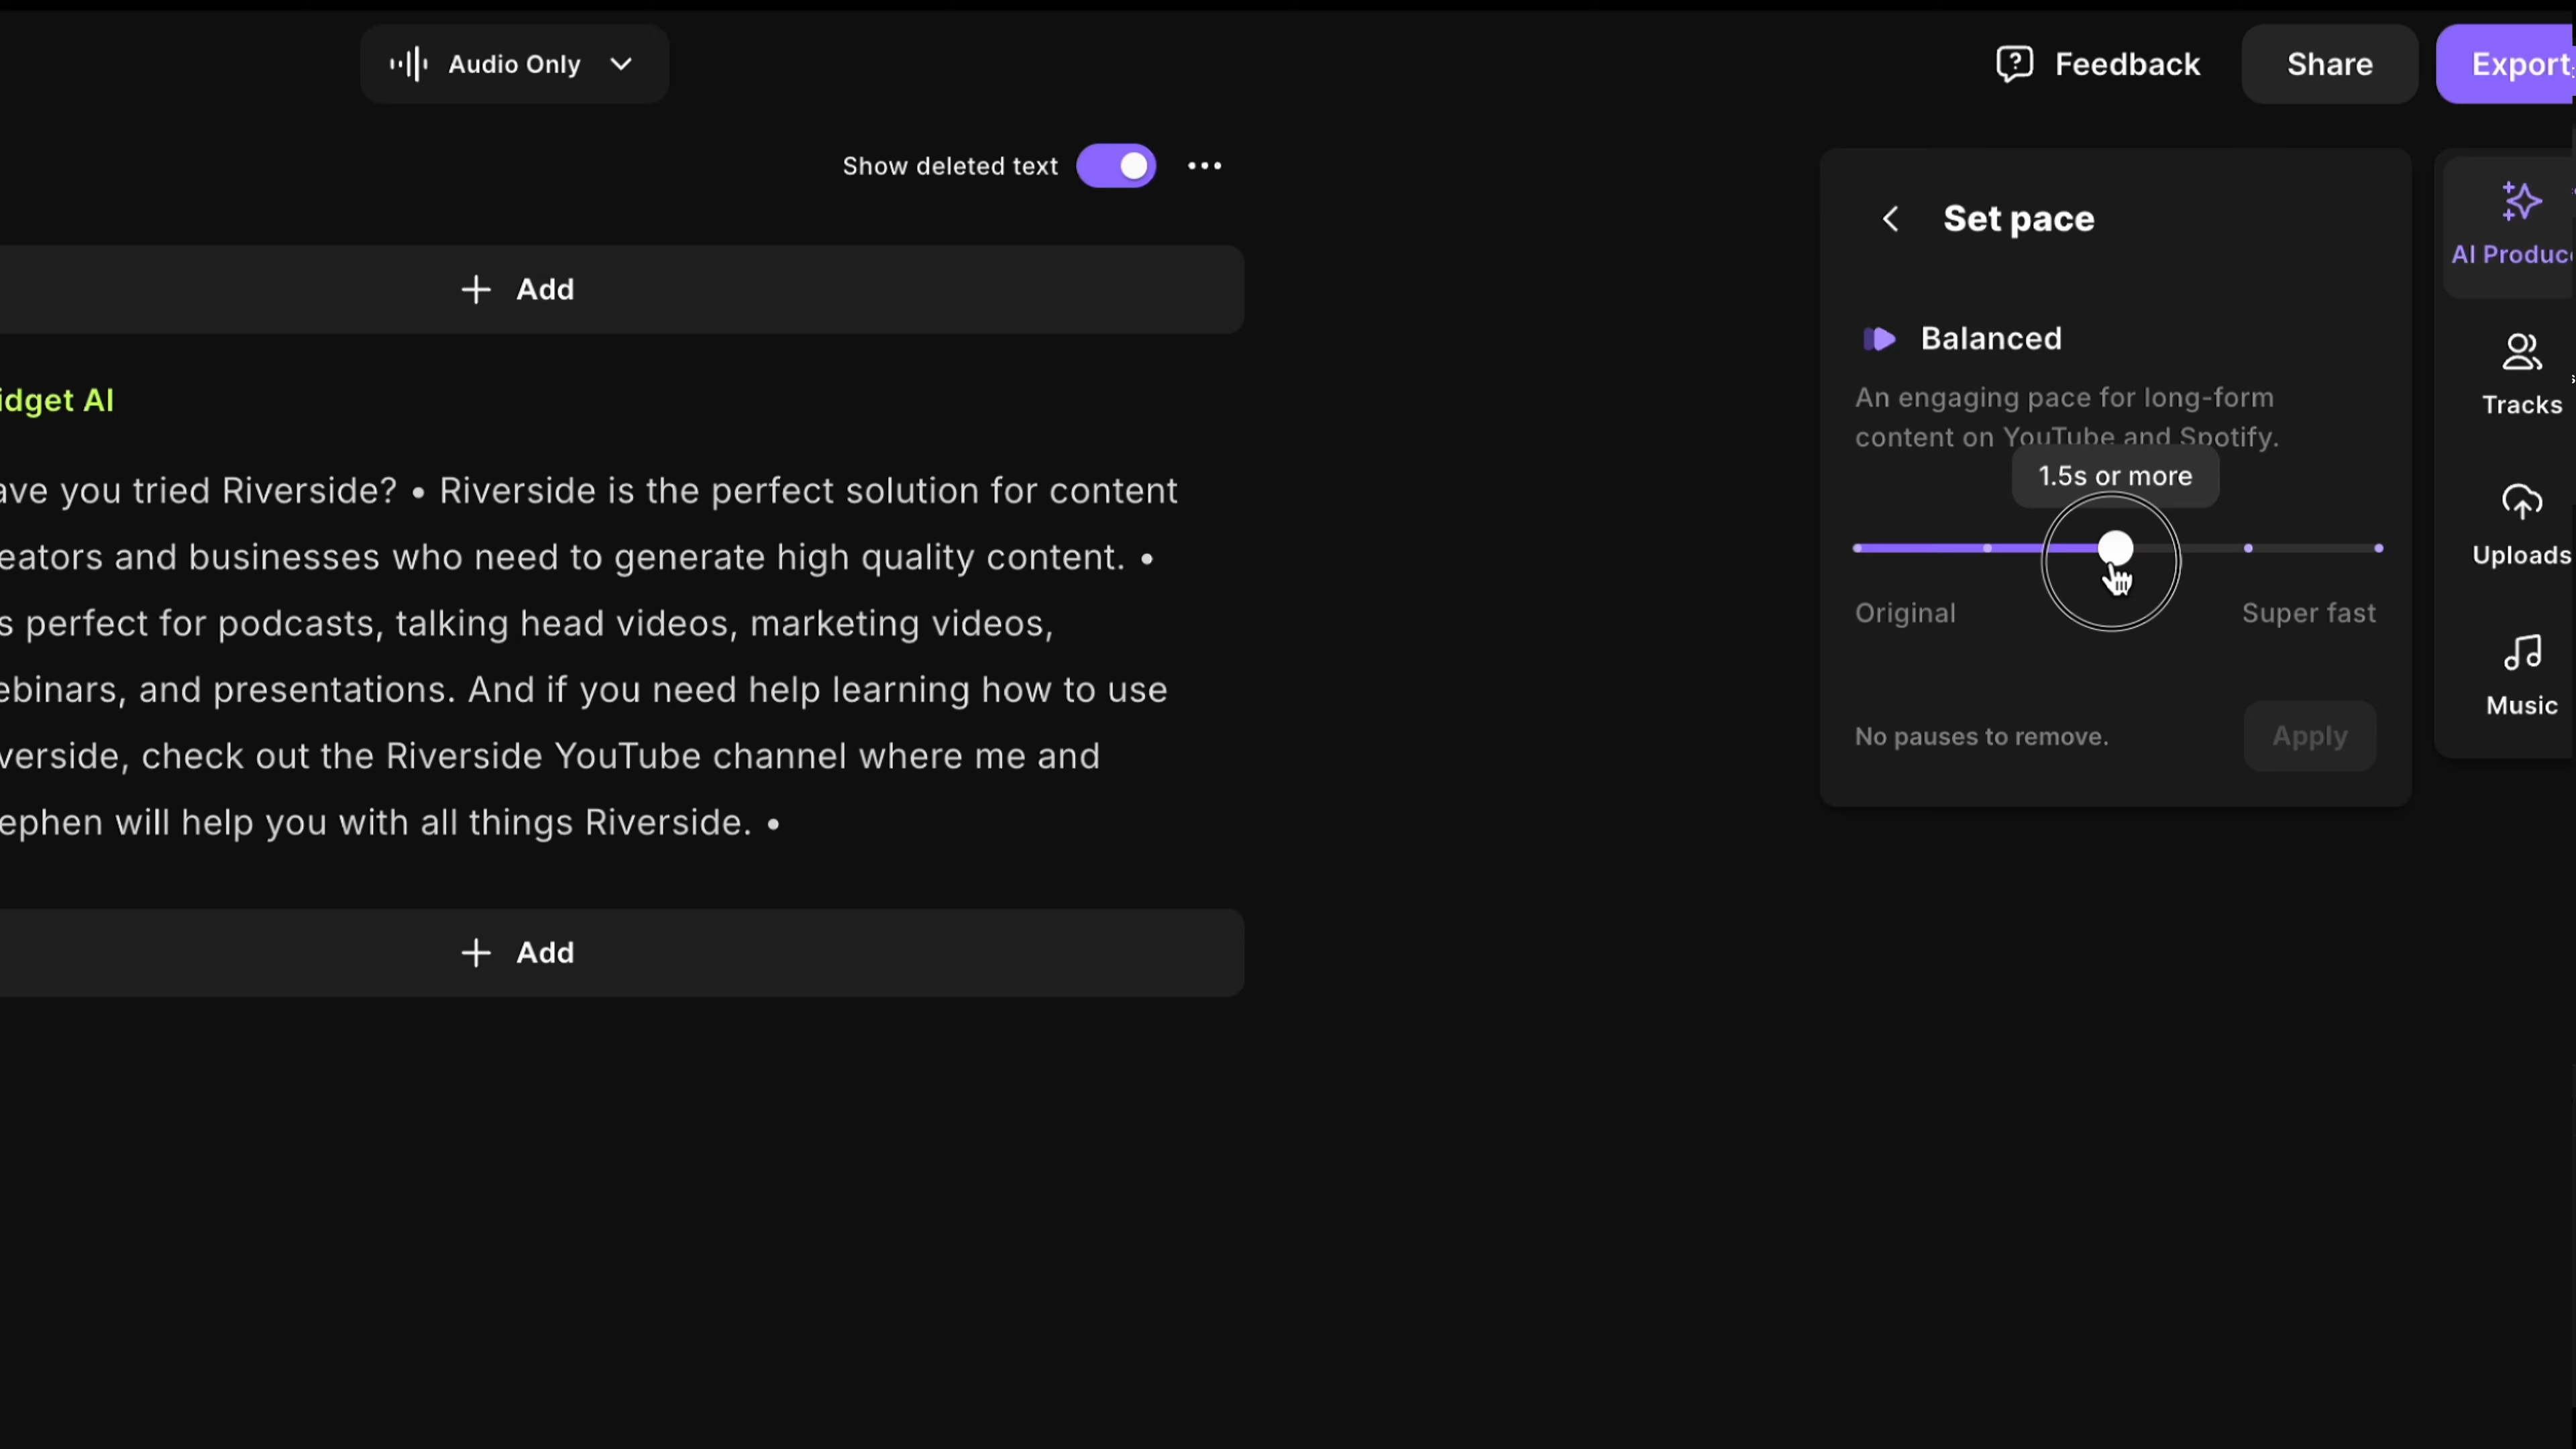 Audio Only
Feedback
Share
Export
Show deleted text
Add
idget AI
ave you tried Riverside? • Riverside is the perfect solution for content
eators and businesses who need to generate high quality content. •
s perfect for podcasts, talking head videos, marketing videos,
ebinars, and presentations. And if you need help learning how to use
verside, check out the Riverside YouTube channel where me and
ephen will help you with all things Riverside. •
Add
Set pace
Balanced
An engaging pace for long-form
content on YouTube and Spotify.
1.5s or more
Original
Super fast
No pauses to remove.
Apply
AI Produc
Tracks
Uploads
Music